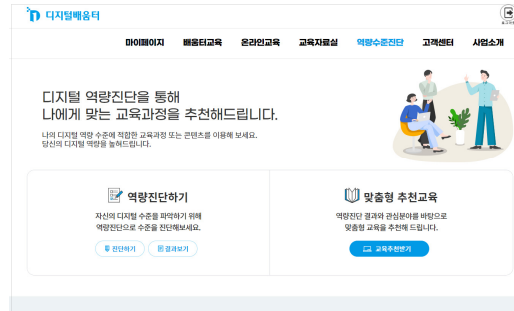 디지털배움터
마이페이지 배움터교육 온라인교육 교육자료실 역량수준진단 고객센터 사업소개
디지털 역량진단을 통해
나에게 맞는 교육과정을 추천해드립니다.
나의 디지털 역량 수준에 적합한 교육과정 또는 콘텐츠를 이용해 보세요.
당신의 디지털 역량을 높혀드립니다.
역량진단하기
자신의 디지털 수준을 파악하기 위해
역량진단으로 수준을 진단해보세요.
진단하기 결과보기
맞춤형 추천교육
역량진단 결과와 관심분야를 바탕으로
맞춤형 교육을 추천해 드립니다.
교육추천받기